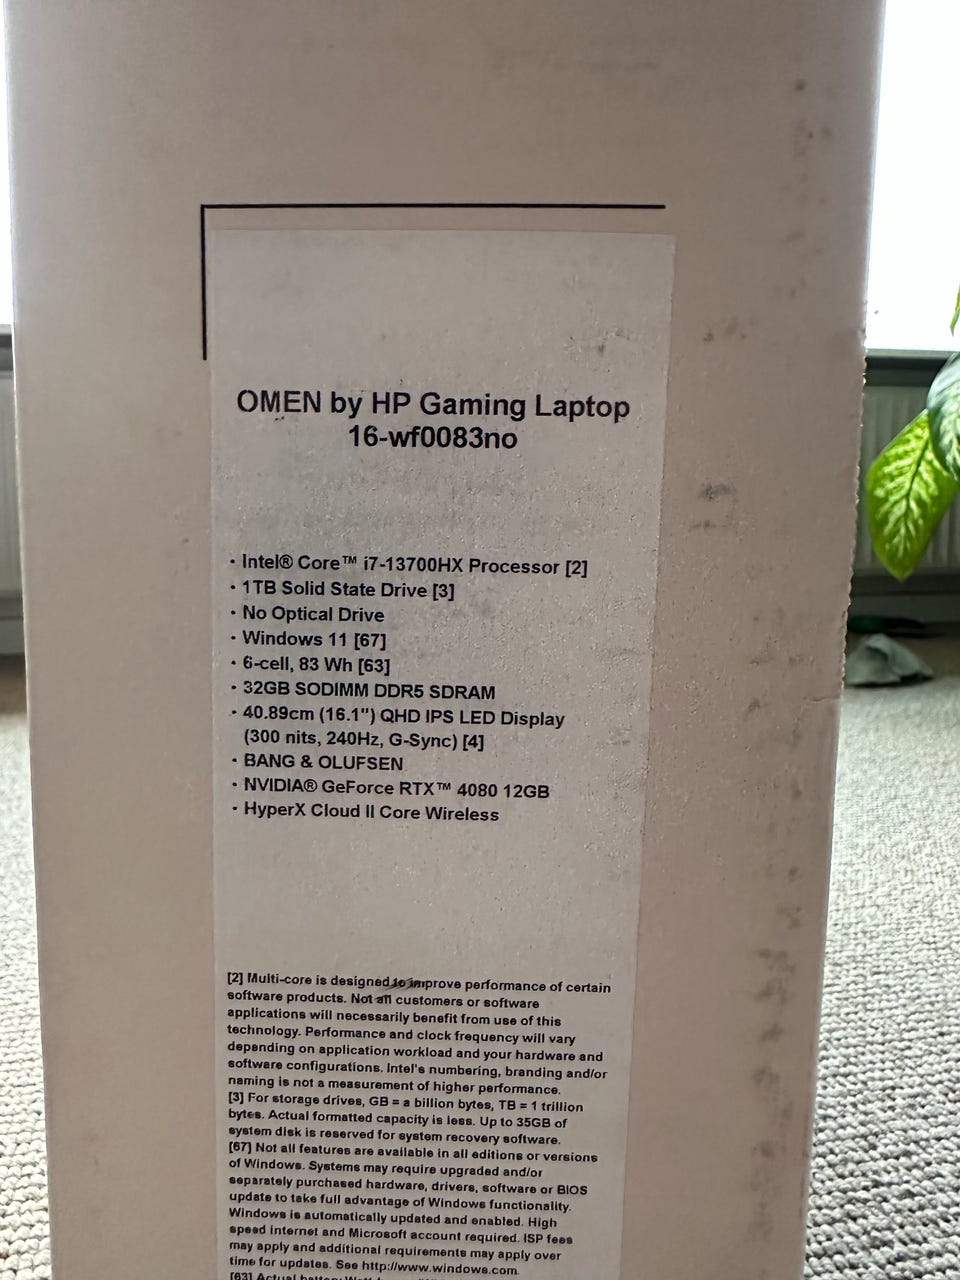 OMEN by HP Gaming Laptop
16-wf0083no
· Intel® Core™ i7-13700HX Processor [2]
· 1TB Solid State Drive [3]
· No Optical Drive
· Windows 11 [67]
· 6-cell, 83 Wh [63]
· 32GB SODIMM DDR5 SDRAM
· 40.89cm (16.1") QHD IPS LED Display
(300 nits, 240Hz, G-Sync) [4]
· BANG & OLUFSEN
· NVIDIA® GeForce RTX™ 4080 12GB
· HyperX Cloud II Core Wireless
[2] Multi-core is designed to improve performance of certain
software products. Not all customers or software
applications will necessarily benefit from use of this
technology. Performance and clock frequency will vary
depending on application workload and your hardware and
software configurations. Intel's numbering, branding and/or
naming is not a measurement of higher performance.
[3] For storage drives, GB = a billion bytes, TB = 1 trillion
bytes. Actual formatted capacity is less. Up to 35GB of
system disk is reserved for system recovery software.
[67] Not all features are available in all editions or versions
of Windows. Systems may require upgraded and/or
separately purchased hardware, drivers, software or BIOS
update to take full advantage of Windows functionality.
Windows is automatically updated and enabled. High
speed internet and Microsoft account required. ISP fees
may apply and additional requirements may apply over
time for updates. See http://www.windows.com.
[63] Actual battery